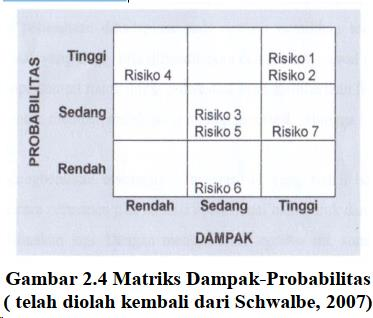 PROBABILITAS
Tinggi
Risiko 1
Risiko 4
Risiko 2
Sedang
Risiko 3
Risiko 5
Risiko 7
Rendah
Risiko 6
Rendah Sedang Tinggi
DAMPAK
Gambar 2.4 Matriks Dampak-Probabilitas
( telah diolah kembali dari Schwalbe, 2007)